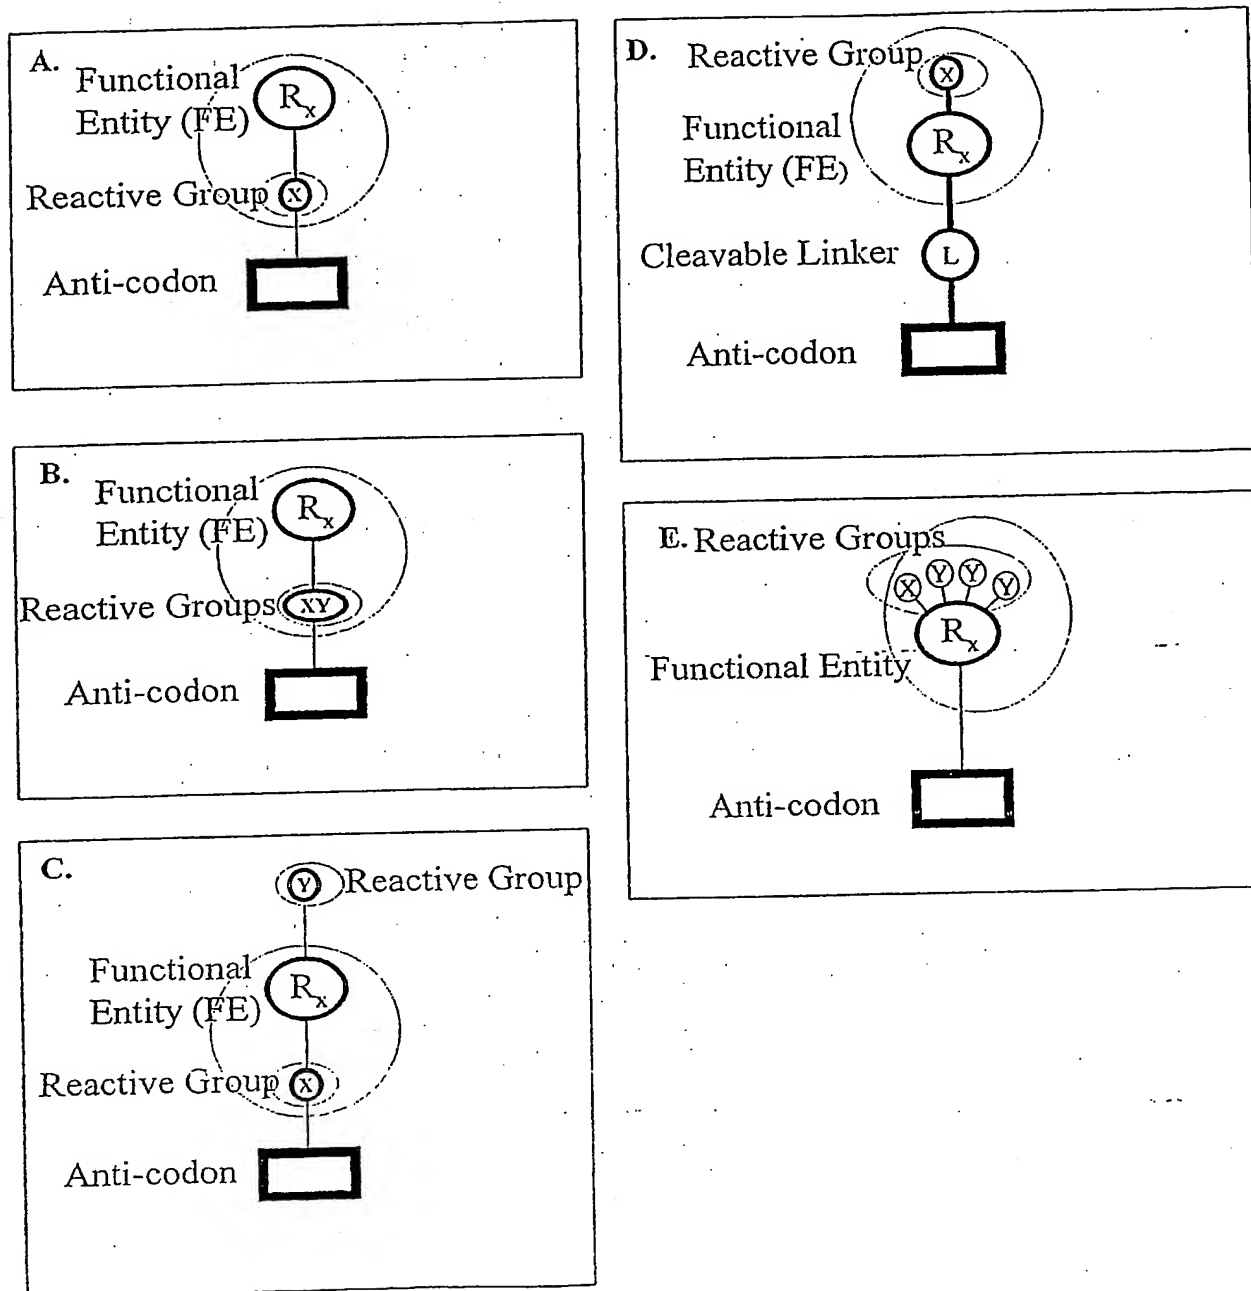 A.
Functional
Entity (FE)
Rx
Reactive Group
X
Anti-codon
B.
Functional
Entity (FE)
Rx
Reactive Groups
XY
Anti-codon
C.
Y
Reactive Group
Functional
Entity (FE)
Rx
Reactive Group
X
Anti-codon
D.
Reactive Group
X
Functional
Entity (FE)
Rx
Cleavable Linker
L
Anti-codon
E. Reactive Groups
X Y Y Y
Rx
Functional Entity
Anti-codon